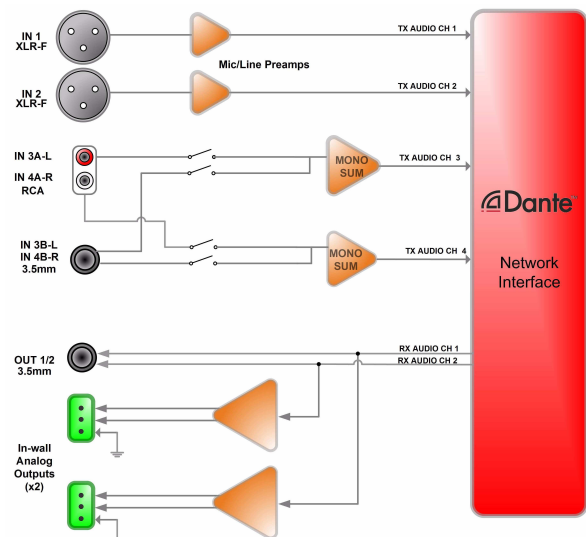 IN 1
XLR-F
TX AUDIO CH 1
Mic/Line Preamps
IN 2
XLR-F
TX AUDIO CH 2
IN 3A-L
IN 4A-R
RCA
MONO
SUM
TX AUDIO CH 3
Dante™
Network
Interface
IN 3B-L
IN 4B-R
3.5mm
MONO
SUM
TX AUDIO CH 4
OUT 1/2
3.5mm
RX AUDIO CH 1
RX AUDIO CH 2
In-wall
Analog
Outputs
(x2)